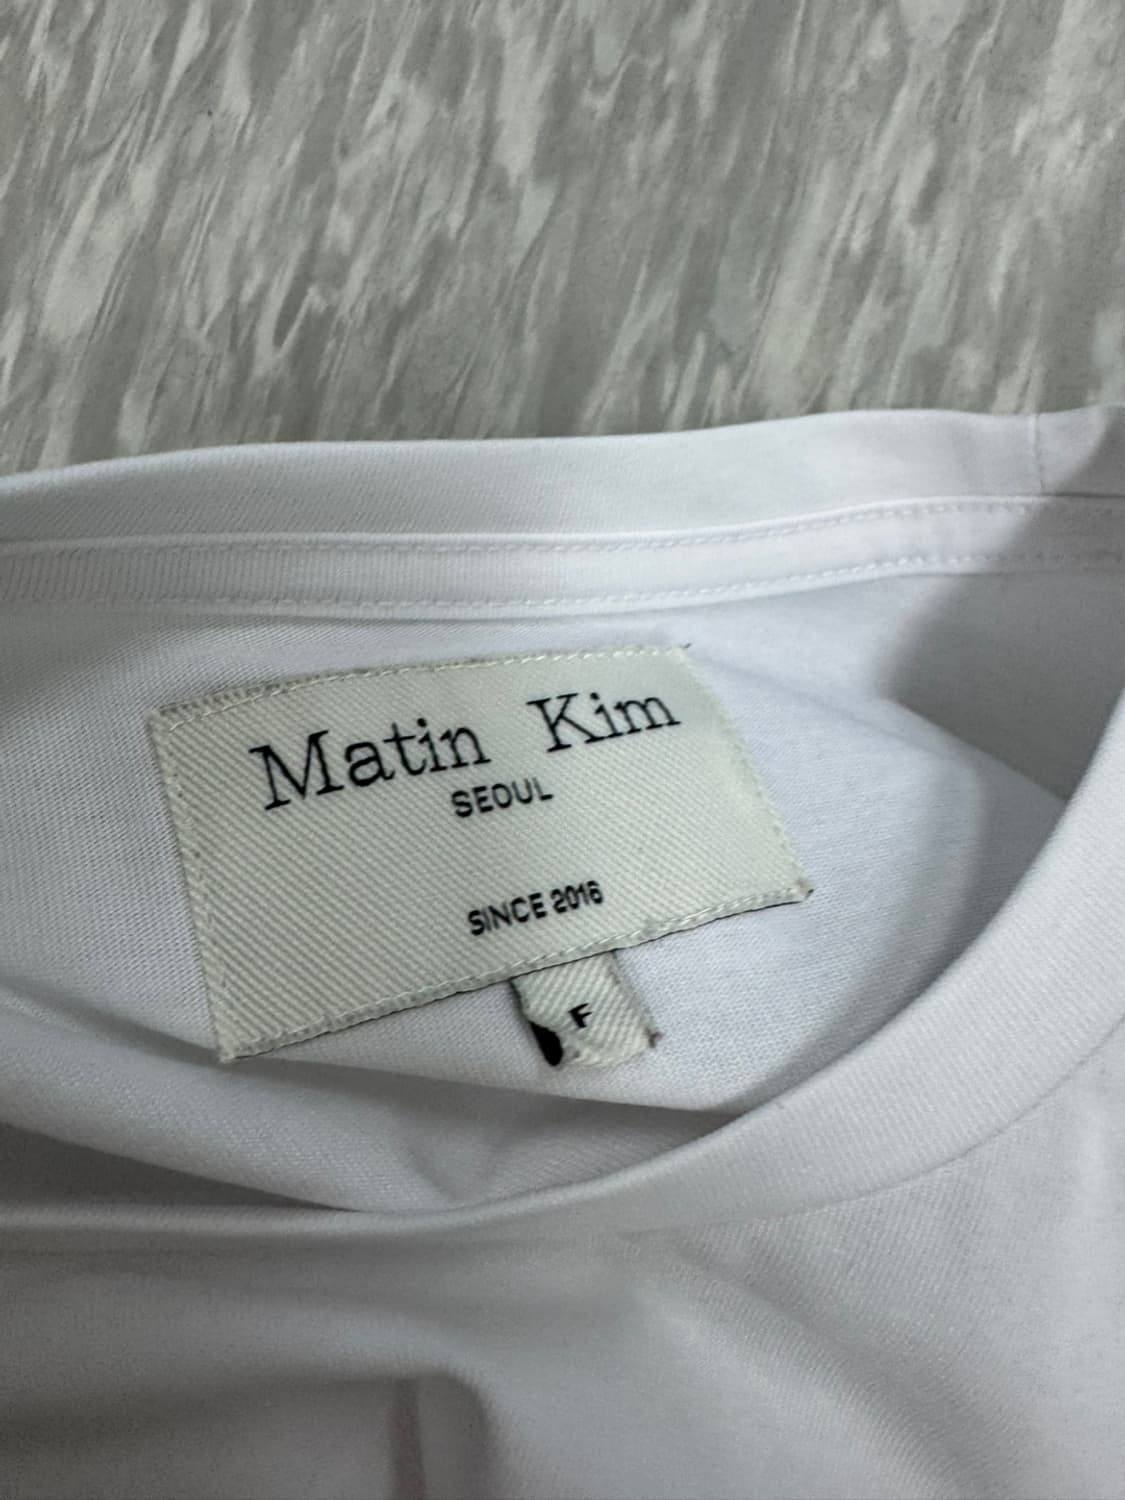 Matin Kim
SEOUL
SINCE 2016
F